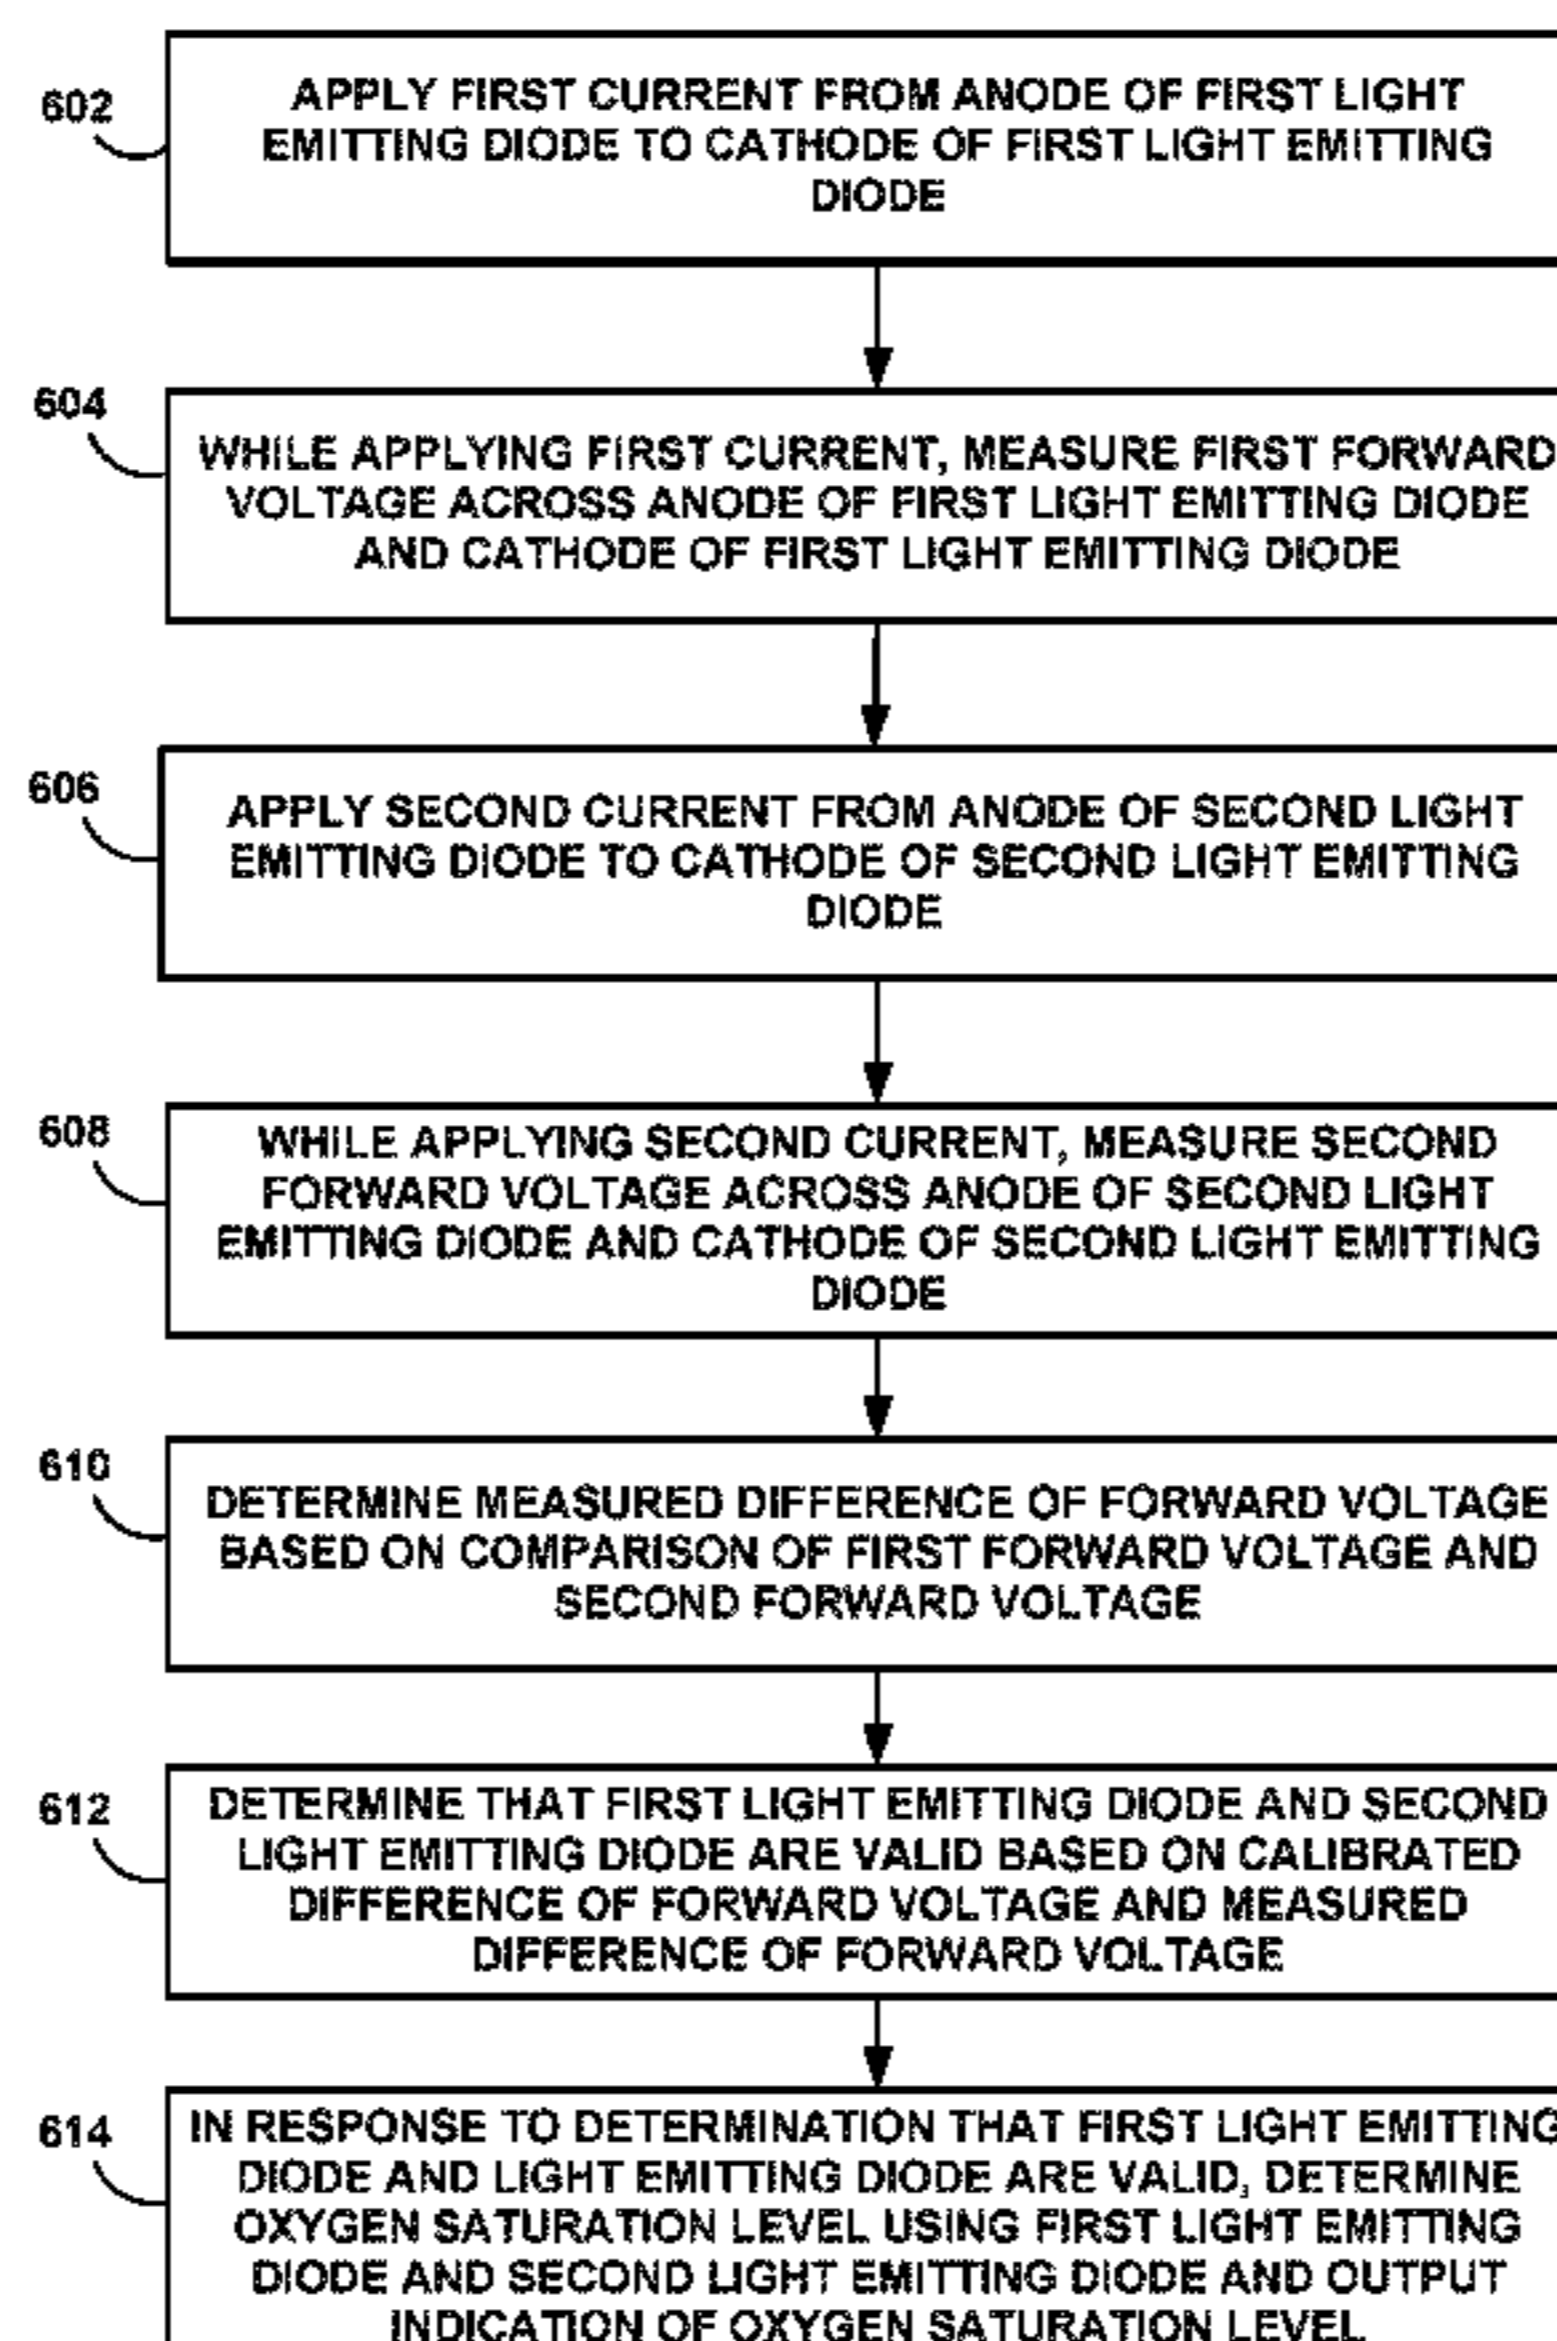 602
APPLY FIRST CURRENT FROM ANODE OF FIRST LIGHT
EMITTING DIODE TO CATHODE OF FIRST LIGHT EMITTING
DIODE
604
WHILE APPLYING FIRST CURRENT, MEASURE FIRST FORWARD
VOLTAGE ACROSS ANODE OF FIRST LIGHT EMITTING DIODE
AND CATHODE OF FIRST LIGHT EMITTING DIODE
606
APPLY SECOND CURRENT FROM ANODE OF SECOND LIGHT
EMITTING DIODE TO CATHODE OF SECOND LIGHT EMITTING
DIODE
608
WHILE APPLYING SECOND CURRENT, MEASURE SECOND
FORWARD VOLTAGE ACROSS ANODE OF SECOND LIGHT
EMITTING DIODE AND CATHODE OF SECOND LIGHT EMITTING
DIODE
610
DETERMINE MEASURED DIFFERENCE OF FORWARD VOLTAGE
BASED ON COMPARISON OF FIRST FORWARD VOLTAGE AND
SECOND FORWARD VOLTAGE
612
DETERMINE THAT FIRST LIGHT EMITTING DIODE AND SECOND
LIGHT EMITTING DIODE ARE VALID BASED ON CALIBRATED
DIFFERENCE OF FORWARD VOLTAGE AND MEASURED
DIFFERENCE OF FORWARD VOLTAGE
614
IN RESPONSE TO DETERMINATION THAT FIRST LIGHT EMITTING
DIODE AND LIGHT EMITTING DIODE ARE VALID, DETERMINE
OXYGEN SATURATION LEVEL USING FIRST LIGHT EMITTING
DIODE AND SECOND LIGHT EMITTING DIODE AND OUTPUT
INDICATION OF OXYGEN SATURATION LEVEL